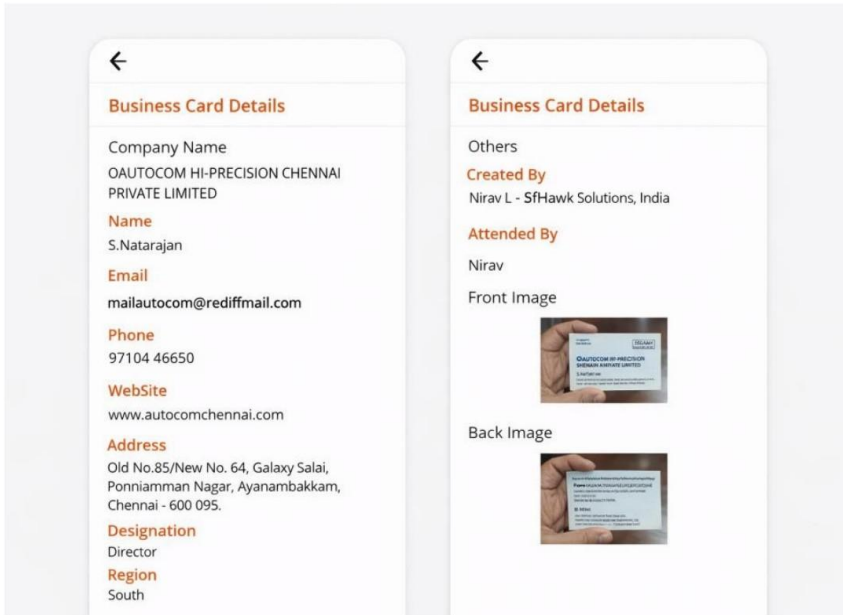 Business Card Details
Company Name
OAUTOCOM HI-PRECISION CHENNAI
PRIVATE LIMITED
Name
S.Natarajan
Email
mailautocom@rediffmail.com
Phone
97104 46650
WebSite
www.autocomchennai.com
Address
Old No.85/New No. 64, Galaxy Salai,
Ponniamman Nagar, Ayanambakkam,
Chennai - 600 095.
Designation
Director
Region
South
Business Card Details
Others
Created By
Nirav L - SfHawk Solutions, India
Attended By
Nirav
Front Image
OAUTOCOM HI-PRECISION
LIMITED
Back Image